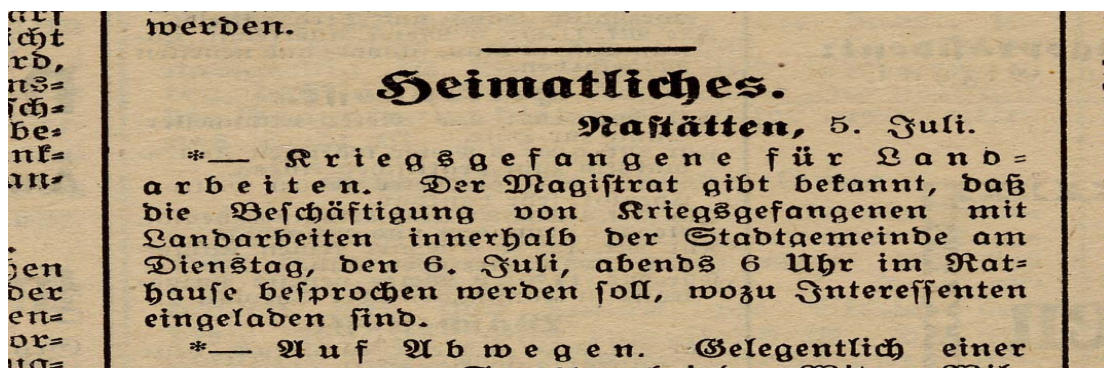 werden.
Heimatliches.
Naſtätten, 5. Juli.
*— Kriegsgefangene für Land-
arbeiten. Der Magiſtrat gibt bekannt, daß
die Beſchäftigung von Kriegsgefangenen mit
Landarbeiten innerhalb der Stadtgemeinde am
Dienstag, den 6. Juli, abends 6 Uhr im Rat-
hauſe beſprochen werden ſoll, wozu Intereſſenten
eingeladen ſind.
*— Auf Abwegen. Gelegentlich einer